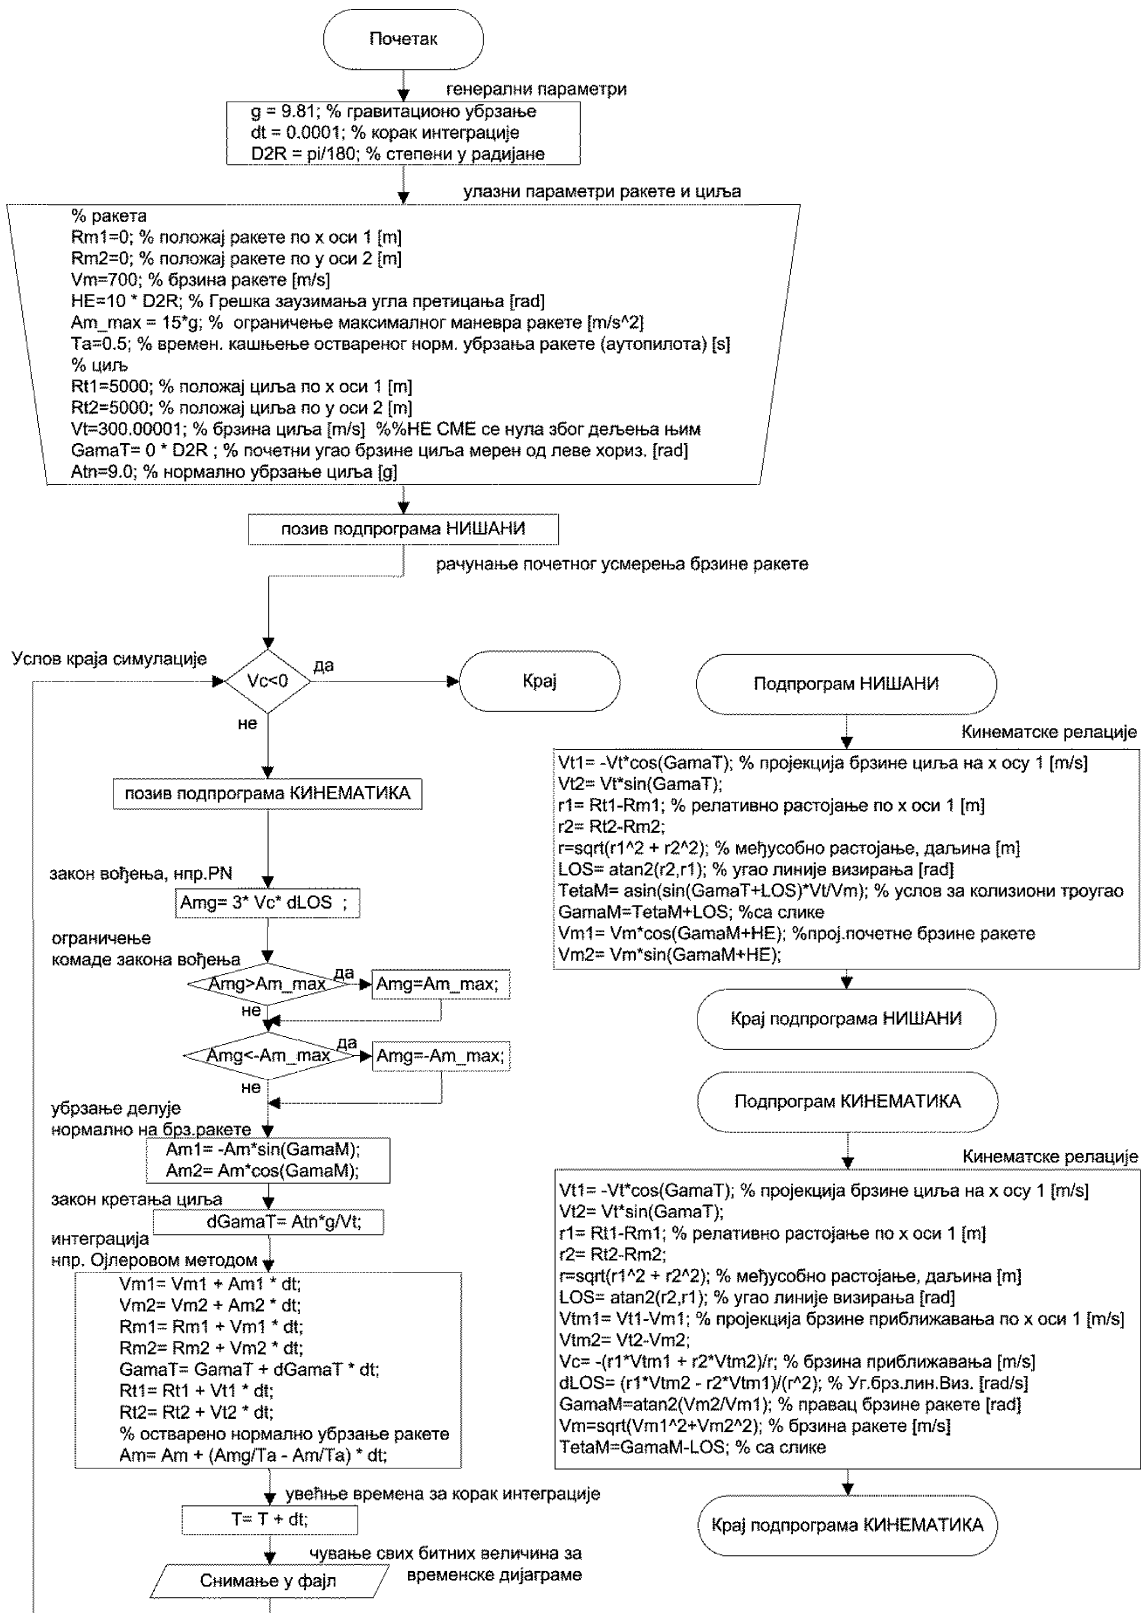 Почетак
генерални параметри
g = 9.81; % гравитационо убрзање
dt = 0.0001; % корак интеграције
D2R = pi/180; % степени у радијане
улазни параметри ракете и циља
% ракета
Rm1=0; % положај ракете по x оси 1 [m]
Rm2=0; % положај ракете по y оси 2 [m]
Vm=700; % брзина ракете [m/s]
HE=10 * D2R; % Грешка заузимања угла претицања [rad]
Am_max = 15*g; % ограничење максималног маневра ракете [m/s^2]
Ta=0.5; % времен. кашњење оствареног норм. убрзања ракете (аутопилота) [s]
% циљ
Rt1=5000; % положај циља по x оси 1 [m]
Rt2=5000; % положај циља по y оси 2 [m]
Vt=300.00001; % брзина циља [m/s] %%НЕ СМЕ се нула због дељења њим
GamaT= 0 * D2R ; % почетни угао брзине циља мерен од леве хориз. [rad]
Atn=9.0; % нормално убрзање циља [g]
позив подпрограма НИШАНИ
рачунање почетног усмерења брзине ракете
Услов краја симулације
Vc<0
да
Крај
не
позив подпрограма КИНЕМАТИКА
закон вођења, нпр.PN
Amg= 3* Vc* dLOS ;
ограничење
комаде закона вођења
Amg>Am_max
да
Amg=Am_max;
не
Amg<-Am_max
да
Amg=-Am_max;
не
убрзање делује
нормално на брз.ракете
Am1= -Am*sin(GamaM);
Am2= Am*cos(GamaM);
закон кретања циља
dGamaT= Atn*g/Vt;
интеграција
нпр. Ојлеровом методом
Vm1= Vm1 + Am1 * dt;
Vm2= Vm2 + Am2 * dt;
Rm1= Rm1 + Vm1 * dt;
Rm2= Rm2 + Vm2 * dt;
GamaT= GamaT + dGamaT * dt;
Rt1= Rt1 + Vt1 * dt;
Rt2= Rt2 + Vt2 * dt;
% остварено нормално убрзање ракете
Am= Am + (Amg/Ta - Am/Ta) * dt;
увећње времена за корак интеграције
T= T + dt;
чување свих битних величина за
временске дијаграме
Снимање у фајл
Подпрограм НИШАНИ
Кинематске релације
Vt1= -Vt*cos(GamaT); % пројекција брзине циља на x осу 1 [m/s]
Vt2= Vt*sin(GamaT);
r1= Rt1-Rm1; % релативно растојање по x оси 1 [m]
r2= Rt2-Rm2;
r=sqrt(r1^2 + r2^2); % међусобно растојање, даљина [m]
LOS= atan2(r2,r1); % угао линије визирања [rad]
TetaM= asin(sin(GamaT+LOS)*Vt/Vm); % услов за колизиони троугао
GamaM=TetaM+LOS; %са слике
Vm1= Vm*cos(GamaM+HE); %прој.почетне брзине ракете
Vm2= Vm*sin(GamaM+HE);
Крај подпрограма НИШАНИ
Подпрограм КИНЕМАТИКА
Кинематске релације
Vt1= -Vt*cos(GamaT); % пројекција брзине циља на x осу 1 [m/s]
Vt2= Vt*sin(GamaT);
r1= Rt1-Rm1; % релативно растојање по x оси 1 [m]
r2= Rt2-Rm2;
r=sqrt(r1^2 + r2^2); % међусобно растојање, даљина [m]
LOS= atan2(r2,r1); % угао линије визирања [rad]
Vtm1= Vt1-Vm1; % пројекција брзине приближавања по x оси 1 [m/s]
Vtm2= Vt2-Vm2;
Vc= -(r1*Vtm1 + r2*Vtm2)/r; % брзина приближавања [m/s]
dLOS= (r1*Vtm2 - r2*Vtm1)/(r^2); % Уг.брз.лин.Виз. [rad/s]
GamaM=atan2(Vm2/Vm1); % правац брзине ракете [rad]
Vm=sqrt(Vm1^2+Vm2^2); % брзина ракете [m/s]
TetaM=GamaM-LOS; % са слике
Крај подпрограма КИНЕМАТИКА